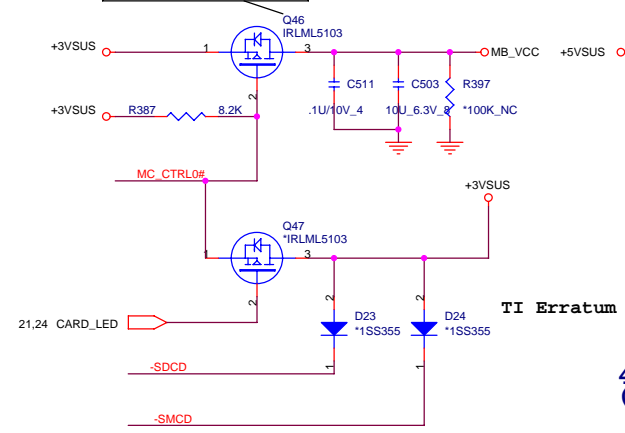 Q46
IRLML5103
+3VSUS
1
3
MB_VCC
+5VSUS
2
C511
C503
R397
+3VSUS
R387
8.2K
.1U/10V_4
10U_6.3V_8
*100K_NC
MC_CTRL0#
+3VSUS
Q47
*IRLML5103
1
3
2
21,24 CARD_LED
2
2
D23
*1SS355
D24
*1SS355
TI Erratum
1
1
-SDCD
-SMCD